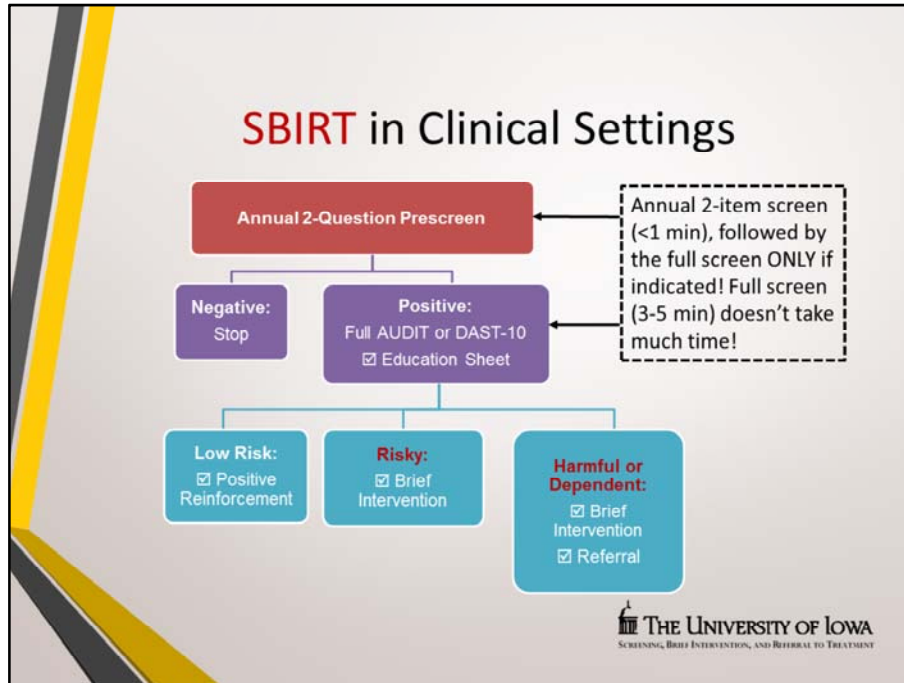 SBIRT in Clinical Settings
Annual 2-Question Prescreen
Annual 2-item screen
(<1 min), followed by
the full screen ONLY if
indicated! Full screen
(3-5 min) doesn't take
much time!
Negative:
Stop
Positive:
Full AUDIT or DAST-10
☑ Education Sheet
Low Risk:
☑ Positive
Reinforcement
Risky:
☑ Brief
Intervention
Harmful or
Dependent:
☑ Brief
Intervention
☑ Referral
THE UNIVERSITY OF IOWA
SCREENING, BRIEF INTERVENTION, AND REFERRAL TO TREATMENT